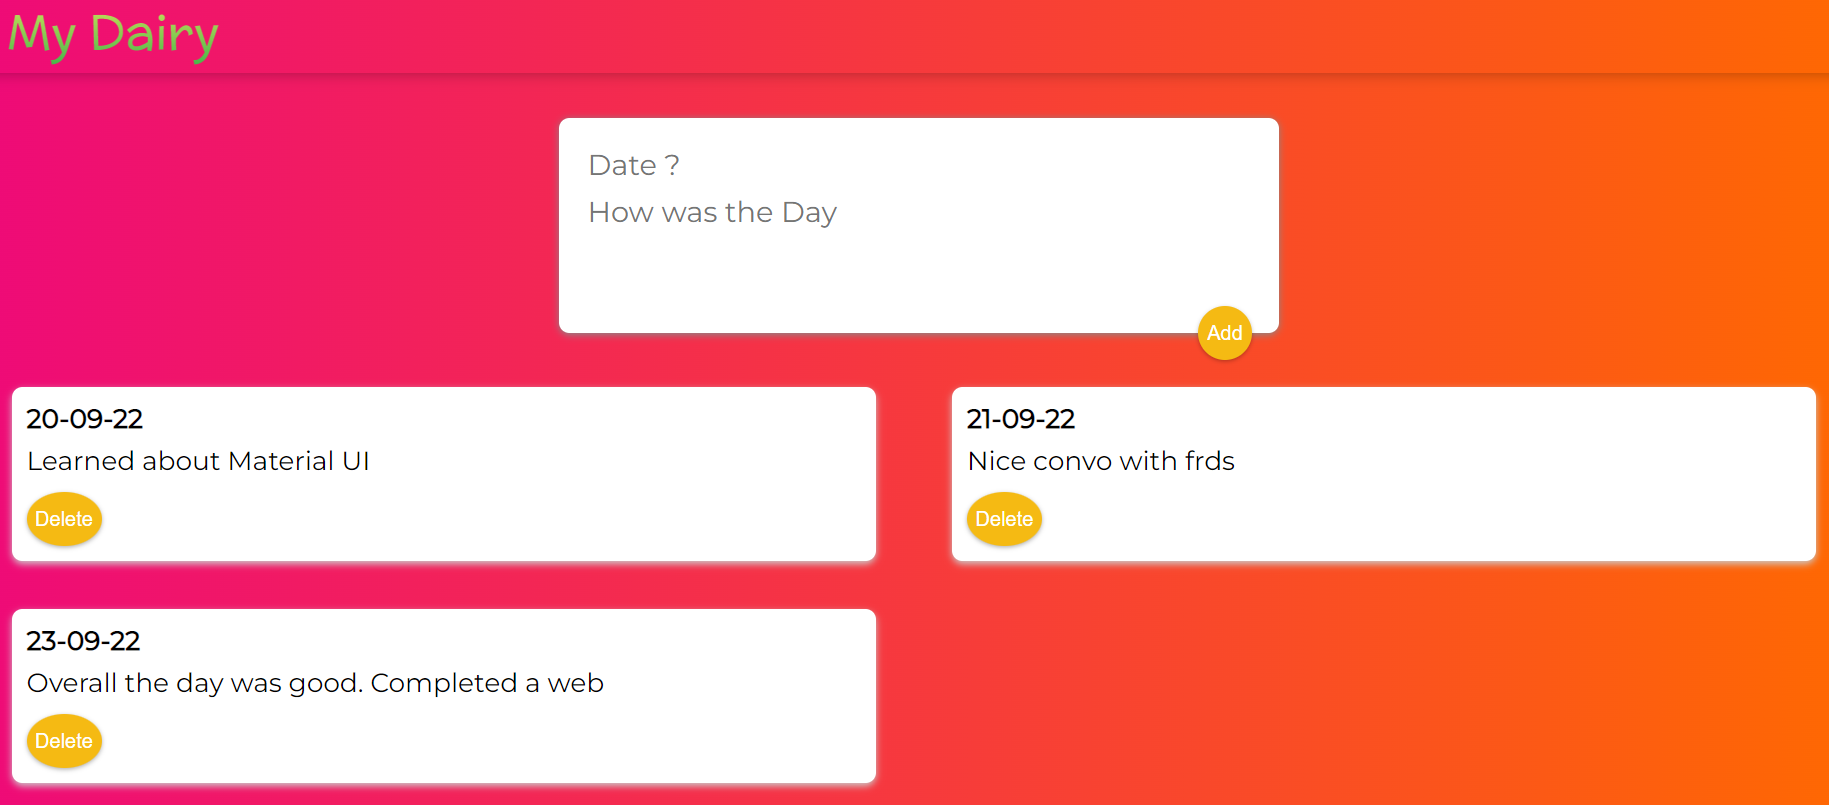 My Dairy
Date ?
How was the Day
Add
20-09-22
Learned about Material UI
Delete
21-09-22
Nice convo with frds
Delete
23-09-22
Overall the day was good. Completed a web
Delete